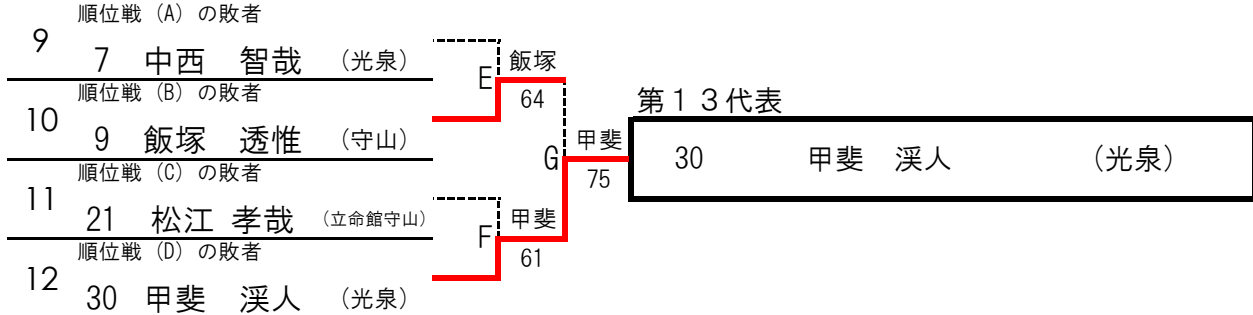 順位戦（A）の敗者
9
7 中西 智哉 （光泉）
E
飯塚
64
順位戦（B）の敗者
10
9 飯塚 透惟 （守山）
G
甲斐
75
第１３代表
30 甲斐 渓人 （光泉）
順位戦（C）の敗者
11
21 松江 孝哉 （立命館守山）
F
甲斐
61
順位戦（D）の敗者
12
30 甲斐 渓人 （光泉）